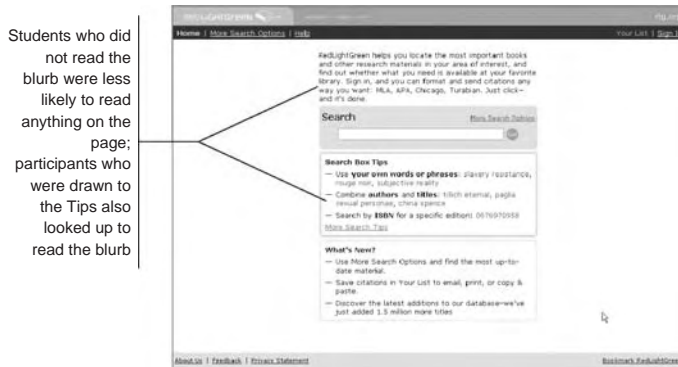 Students who did
not read the
blurb were less
likely to read
anything on the
page;
participants who
were drawn to
the Tips also
looked up to
read the blurb
RedLightGreen
rlg.org
Home | More Search Options | Help
Your List | Sign I
RedLightGreen helps you locate the most important books
and other research materials in your area of interest, and
find out whether what you need is available at your favorite
library. Sign in, and you can format and send citations any
way you want: MLA, APA, Chicago, Turabian. Just click—
and it's done.
Search
More Search Options
Search Box Tips
— Use your own words or phrases: slavery resistance,
rouge noir, subjective reality
— Combine authors and titles: tillich eternal, paglia
sexual personae, china spence
— Search by ISBN for a specific edition: 0679970958
More Search Tips
What's New?
— Use More Search Options and find the most up-to-
date material.
— Save citations in Your List to email, print, or copy &
paste.
— Discover the latest additions to our database—we've
just added 1.5 million more titles
About Us | Feedback | Privacy Statement
Bookmark RedLightGree